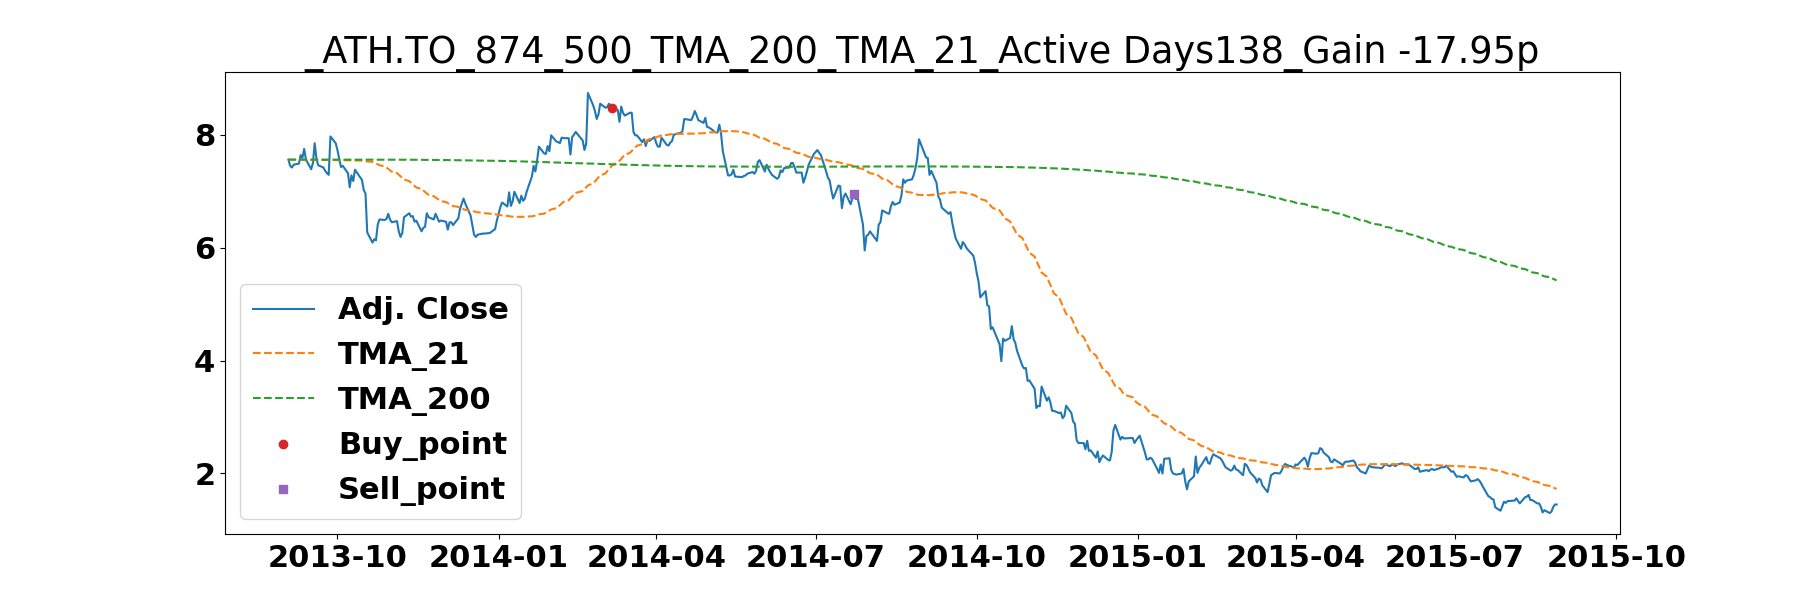 _ATH.TO_874_500_TMA_200_TMA_21_Active Days138_Gain -17.95p
8
6
4
2
Adj. Close
TMA_21
TMA_200
Buy_point
Sell_point
2013-10 2014-01 2014-04 2014-07 2014-10 2015-01 2015-04 2015-07 2015-10